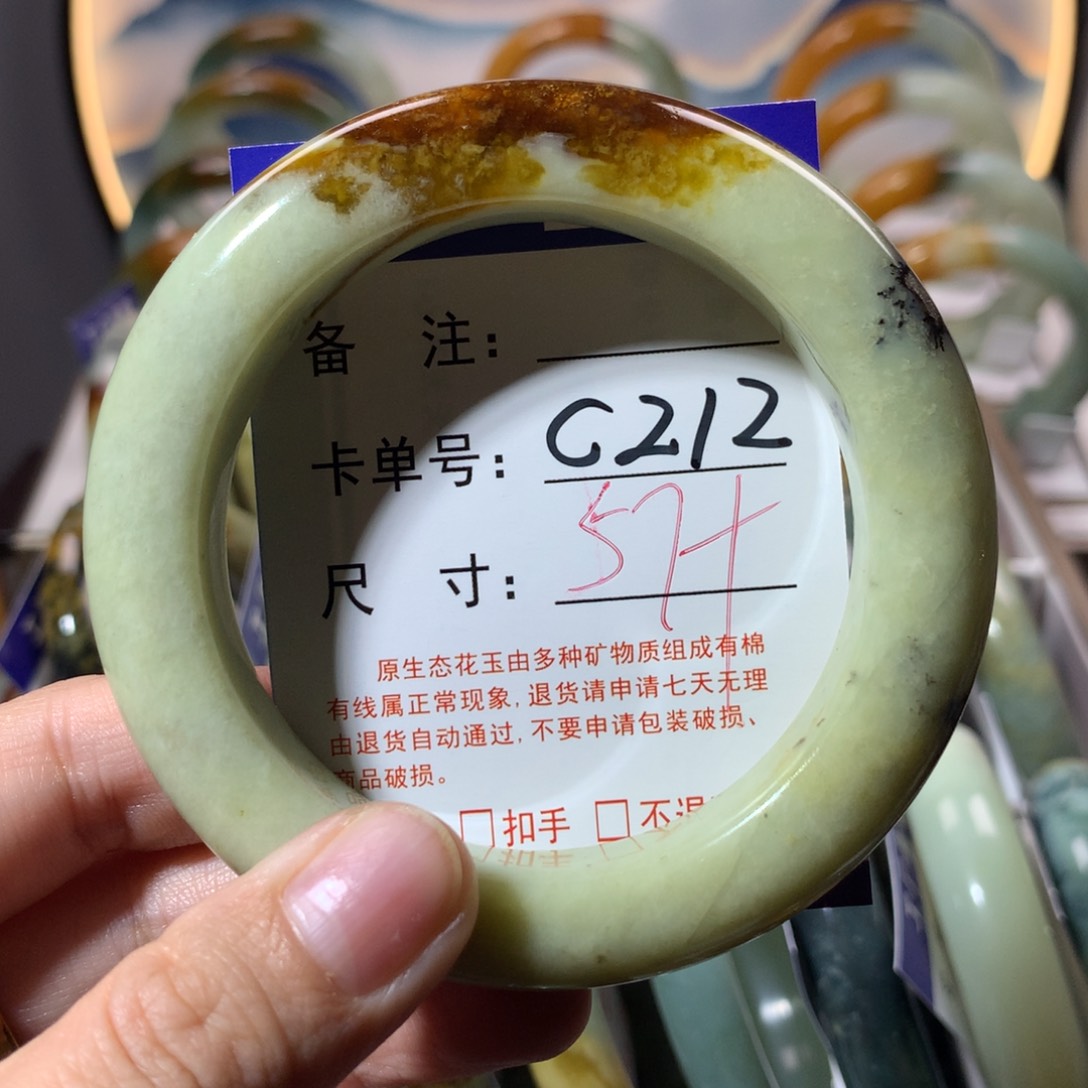 备 注：
卡单号：C212
尺 寸：57+
原生态花玉由多种矿物质组成有棉
有线属正常现象，退货请申请七天无理
由退货自动通过，不要申请包装破损、
商品破损。
□扣手 □不退